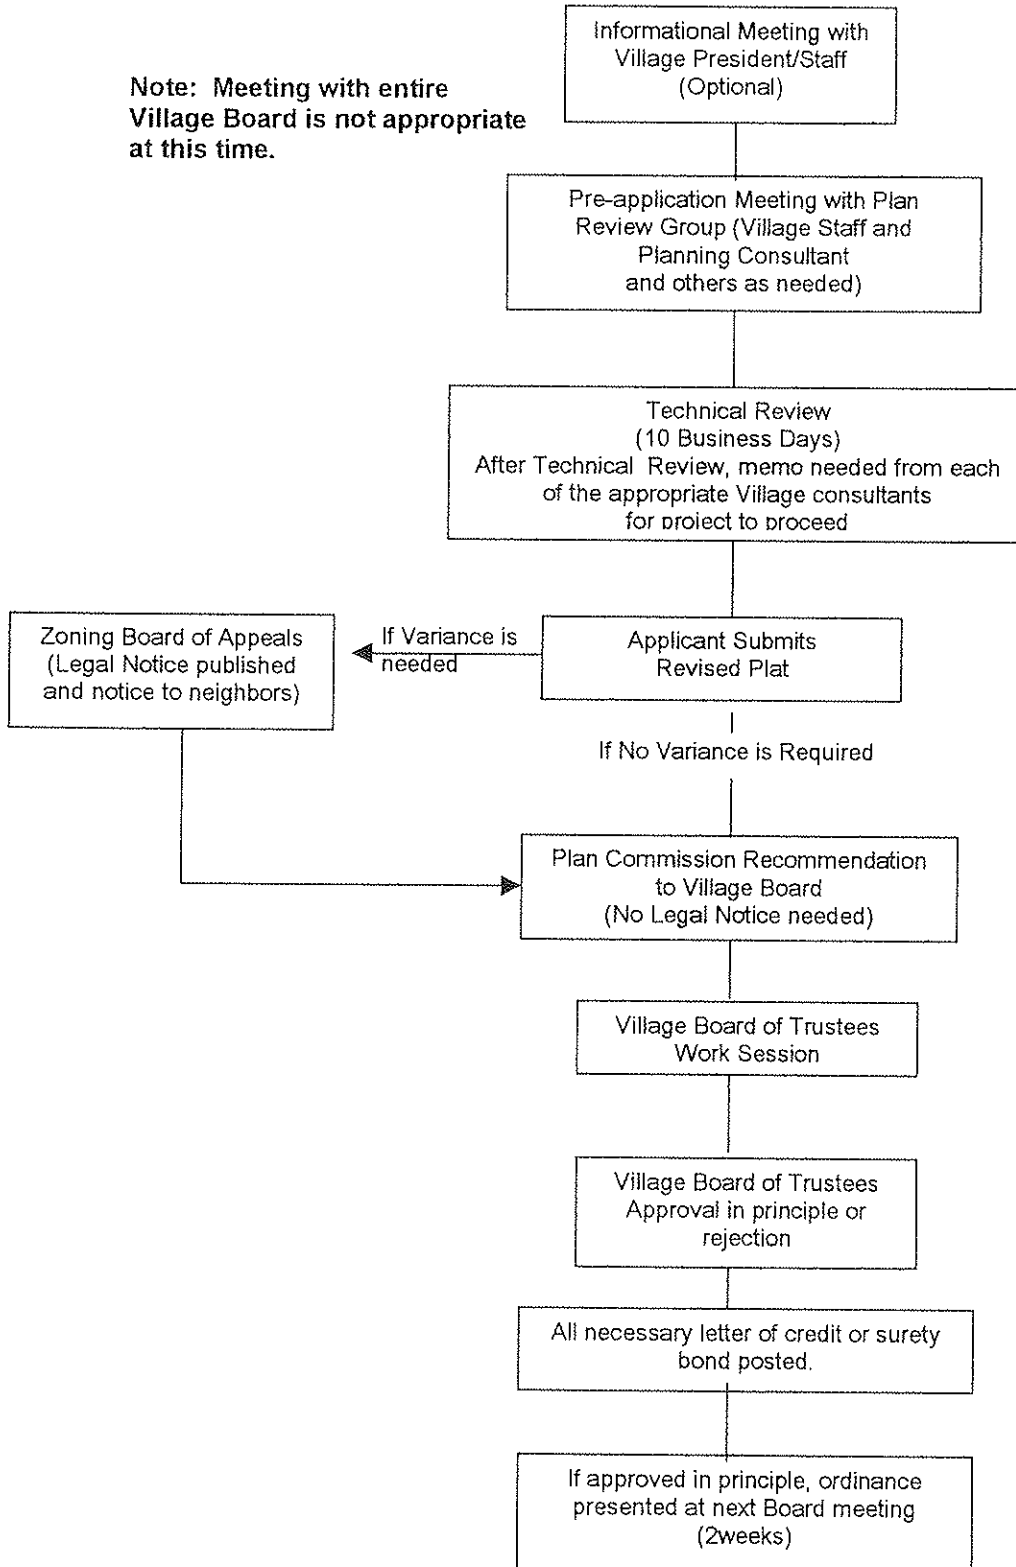 Informational Meeting with
Village President/Staff
(Optional)
Note: Meeting with entire
Village Board is not appropriate
at this time.
Pre-application Meeting with Plan
Review Group (Village Staff and
Planning Consultant
and others as needed)
Technical Review
(10 Business Days)
After Technical Review, memo needed from each
of the appropriate Village consultants
for project to proceed
Zoning Board of Appeals
(Legal Notice published
and notice to neighbors)
If Variance is
needed
Applicant Submits
Revised Plat
If No Variance is Required
Plan Commission Recommendation
to Village Board
(No Legal Notice needed)
Village Board of Trustees
Work Session
Village Board of Trustees
Approval in principle or
rejection
All necessary letter of credit or surety
bond posted.
If approved in principle, ordinance
presented at next Board meeting
(2weeks)